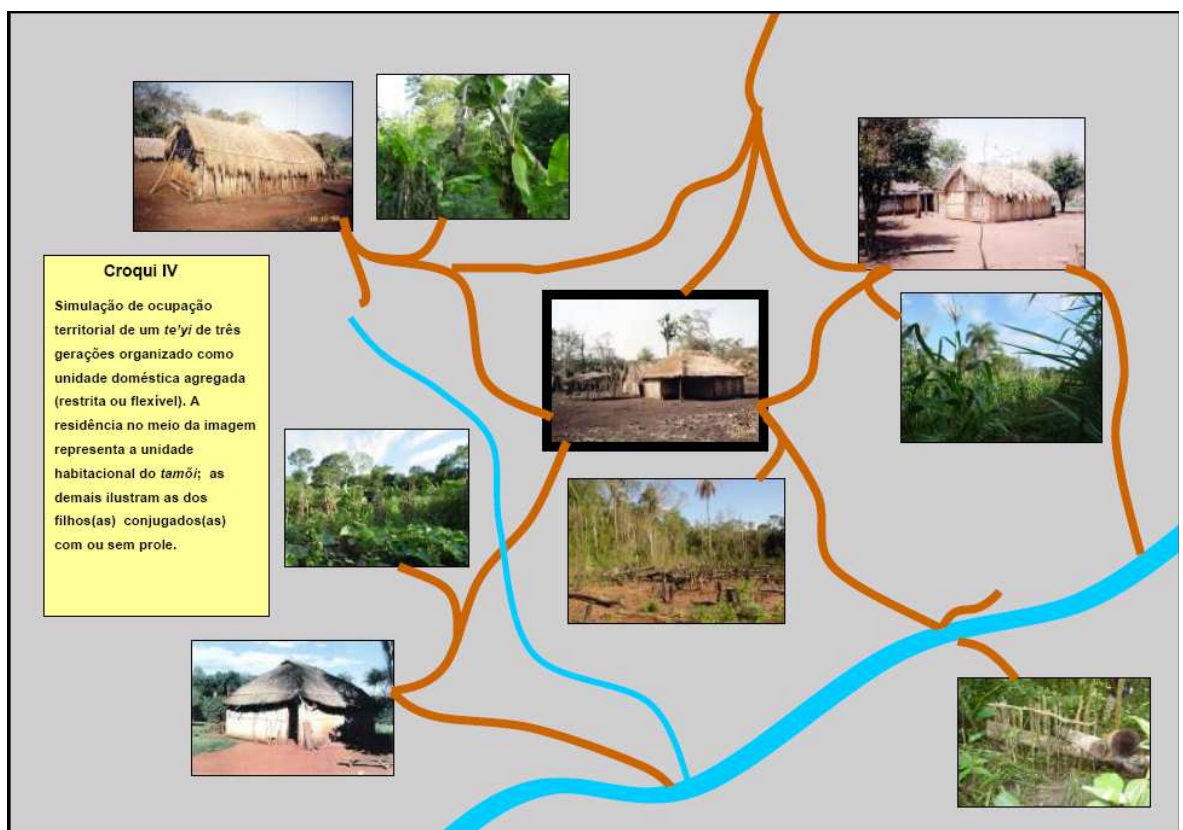 Croqui IV
Simulação de ocupação
territorial de um te'yi de três
gerações organizado como
unidade doméstica agregada
(restrita ou flexível). A
residência no meio da imagem
representa a unidade
habitacional do tamõi; as
demais ilustram as dos
filhos(as) conjugados(as)
com ou sem prole.